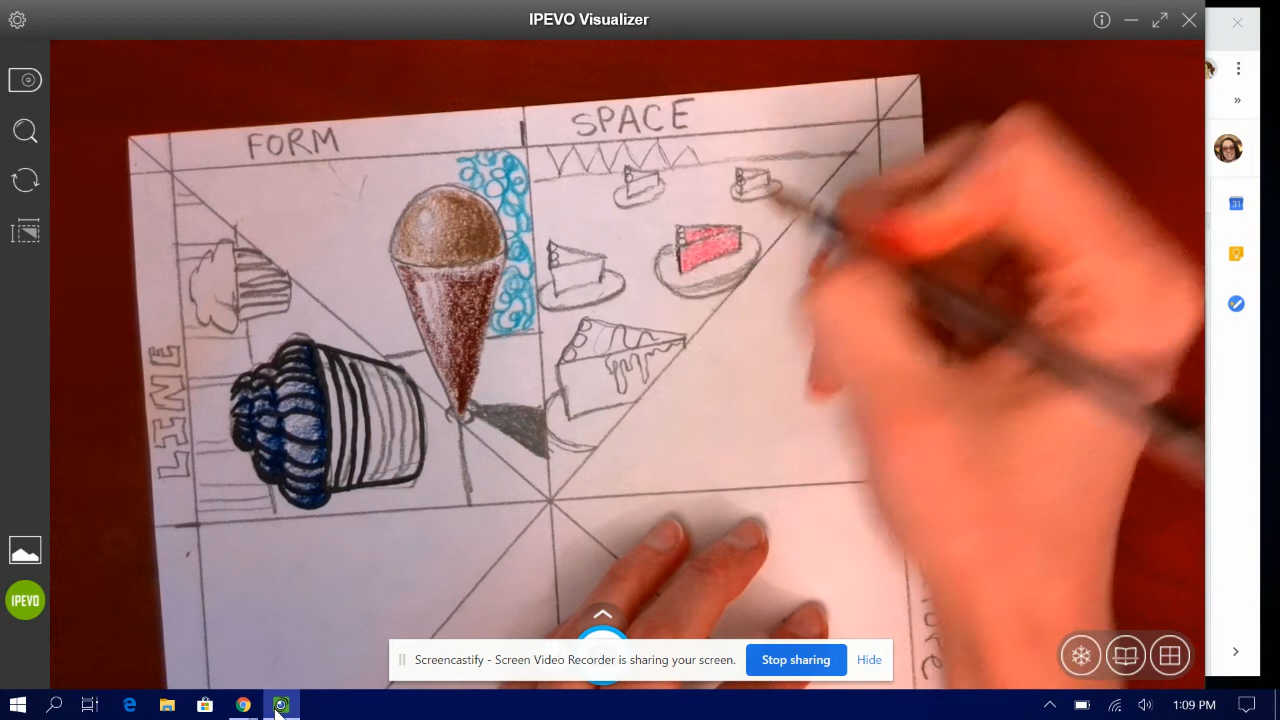 IPEVO Visualizer
FORM
SPACE
LINE
31
IPEVO
Screencastify - Screen Video Recorder is sharing your screen.
Stop sharing
Hide
1:09 PM